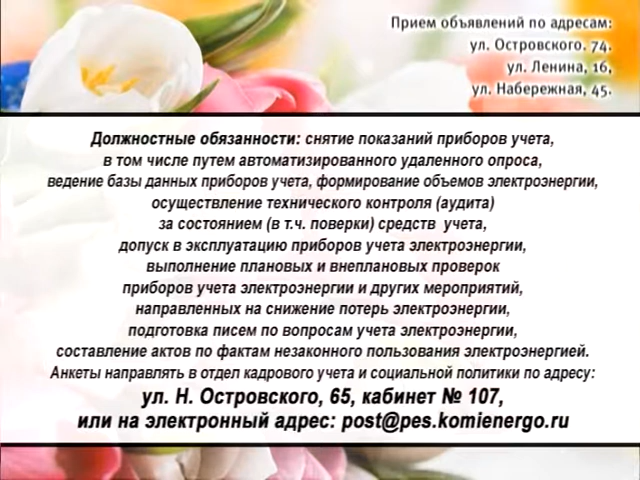 Прием объявлений по адресам:
ул. Островского. 74.
ул. Ленина, 16,
ул. Набережная, 45.
Должностные обязанности: снятие показаний приборов учета,
в том числе путем автоматизированного удаленного опроса,
ведение базы данных приборов учета, формирование объемов электроэнергии,
осуществление технического контроля (аудита)
за состоянием (в т.ч. поверки) средств учета,
допуск в эксплуатацию приборов учета электроэнергии,
выполнение плановых и внеплановых проверок
приборов учета электроэнергии и других мероприятий,
направленных на снижение потерь электроэнергии,
подготовка писем по вопросам учета электроэнергии,
составление актов по фактам незаконного пользования электроэнергией.
Анкеты направлять в отдел кадрового учета и социальной политики по адресу:
ул. Н. Островского, 65, кабинет № 107,
или на электронный адрес: post@pes.komienergo.ru